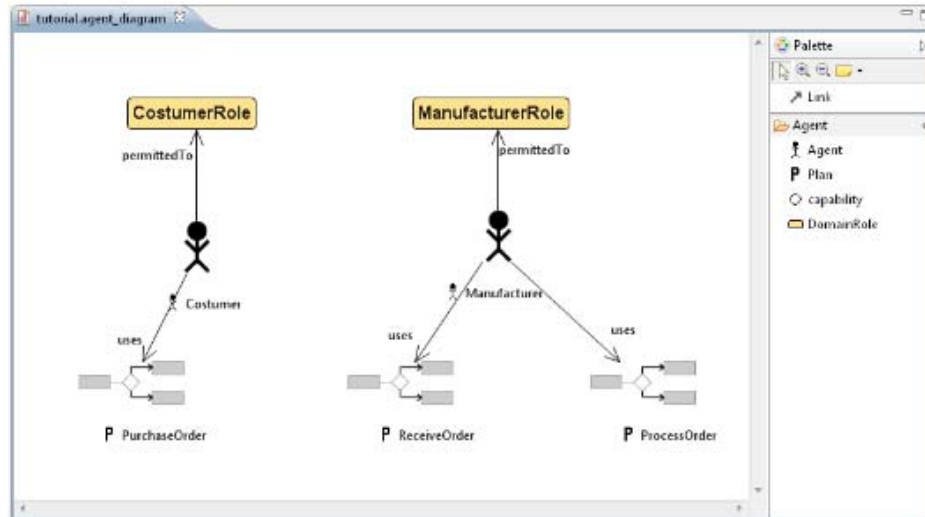 tutorial.agent_diagram
Palette
Link
Agent
Agent
Plan
capability
DomainRole
CostumerRole
ManufacturerRole
permittedTo
permittedTo
Costumer
Manufacturer
uses
uses
uses
P PurchaseOrder
P ReceiveOrder
P ProcessOrder